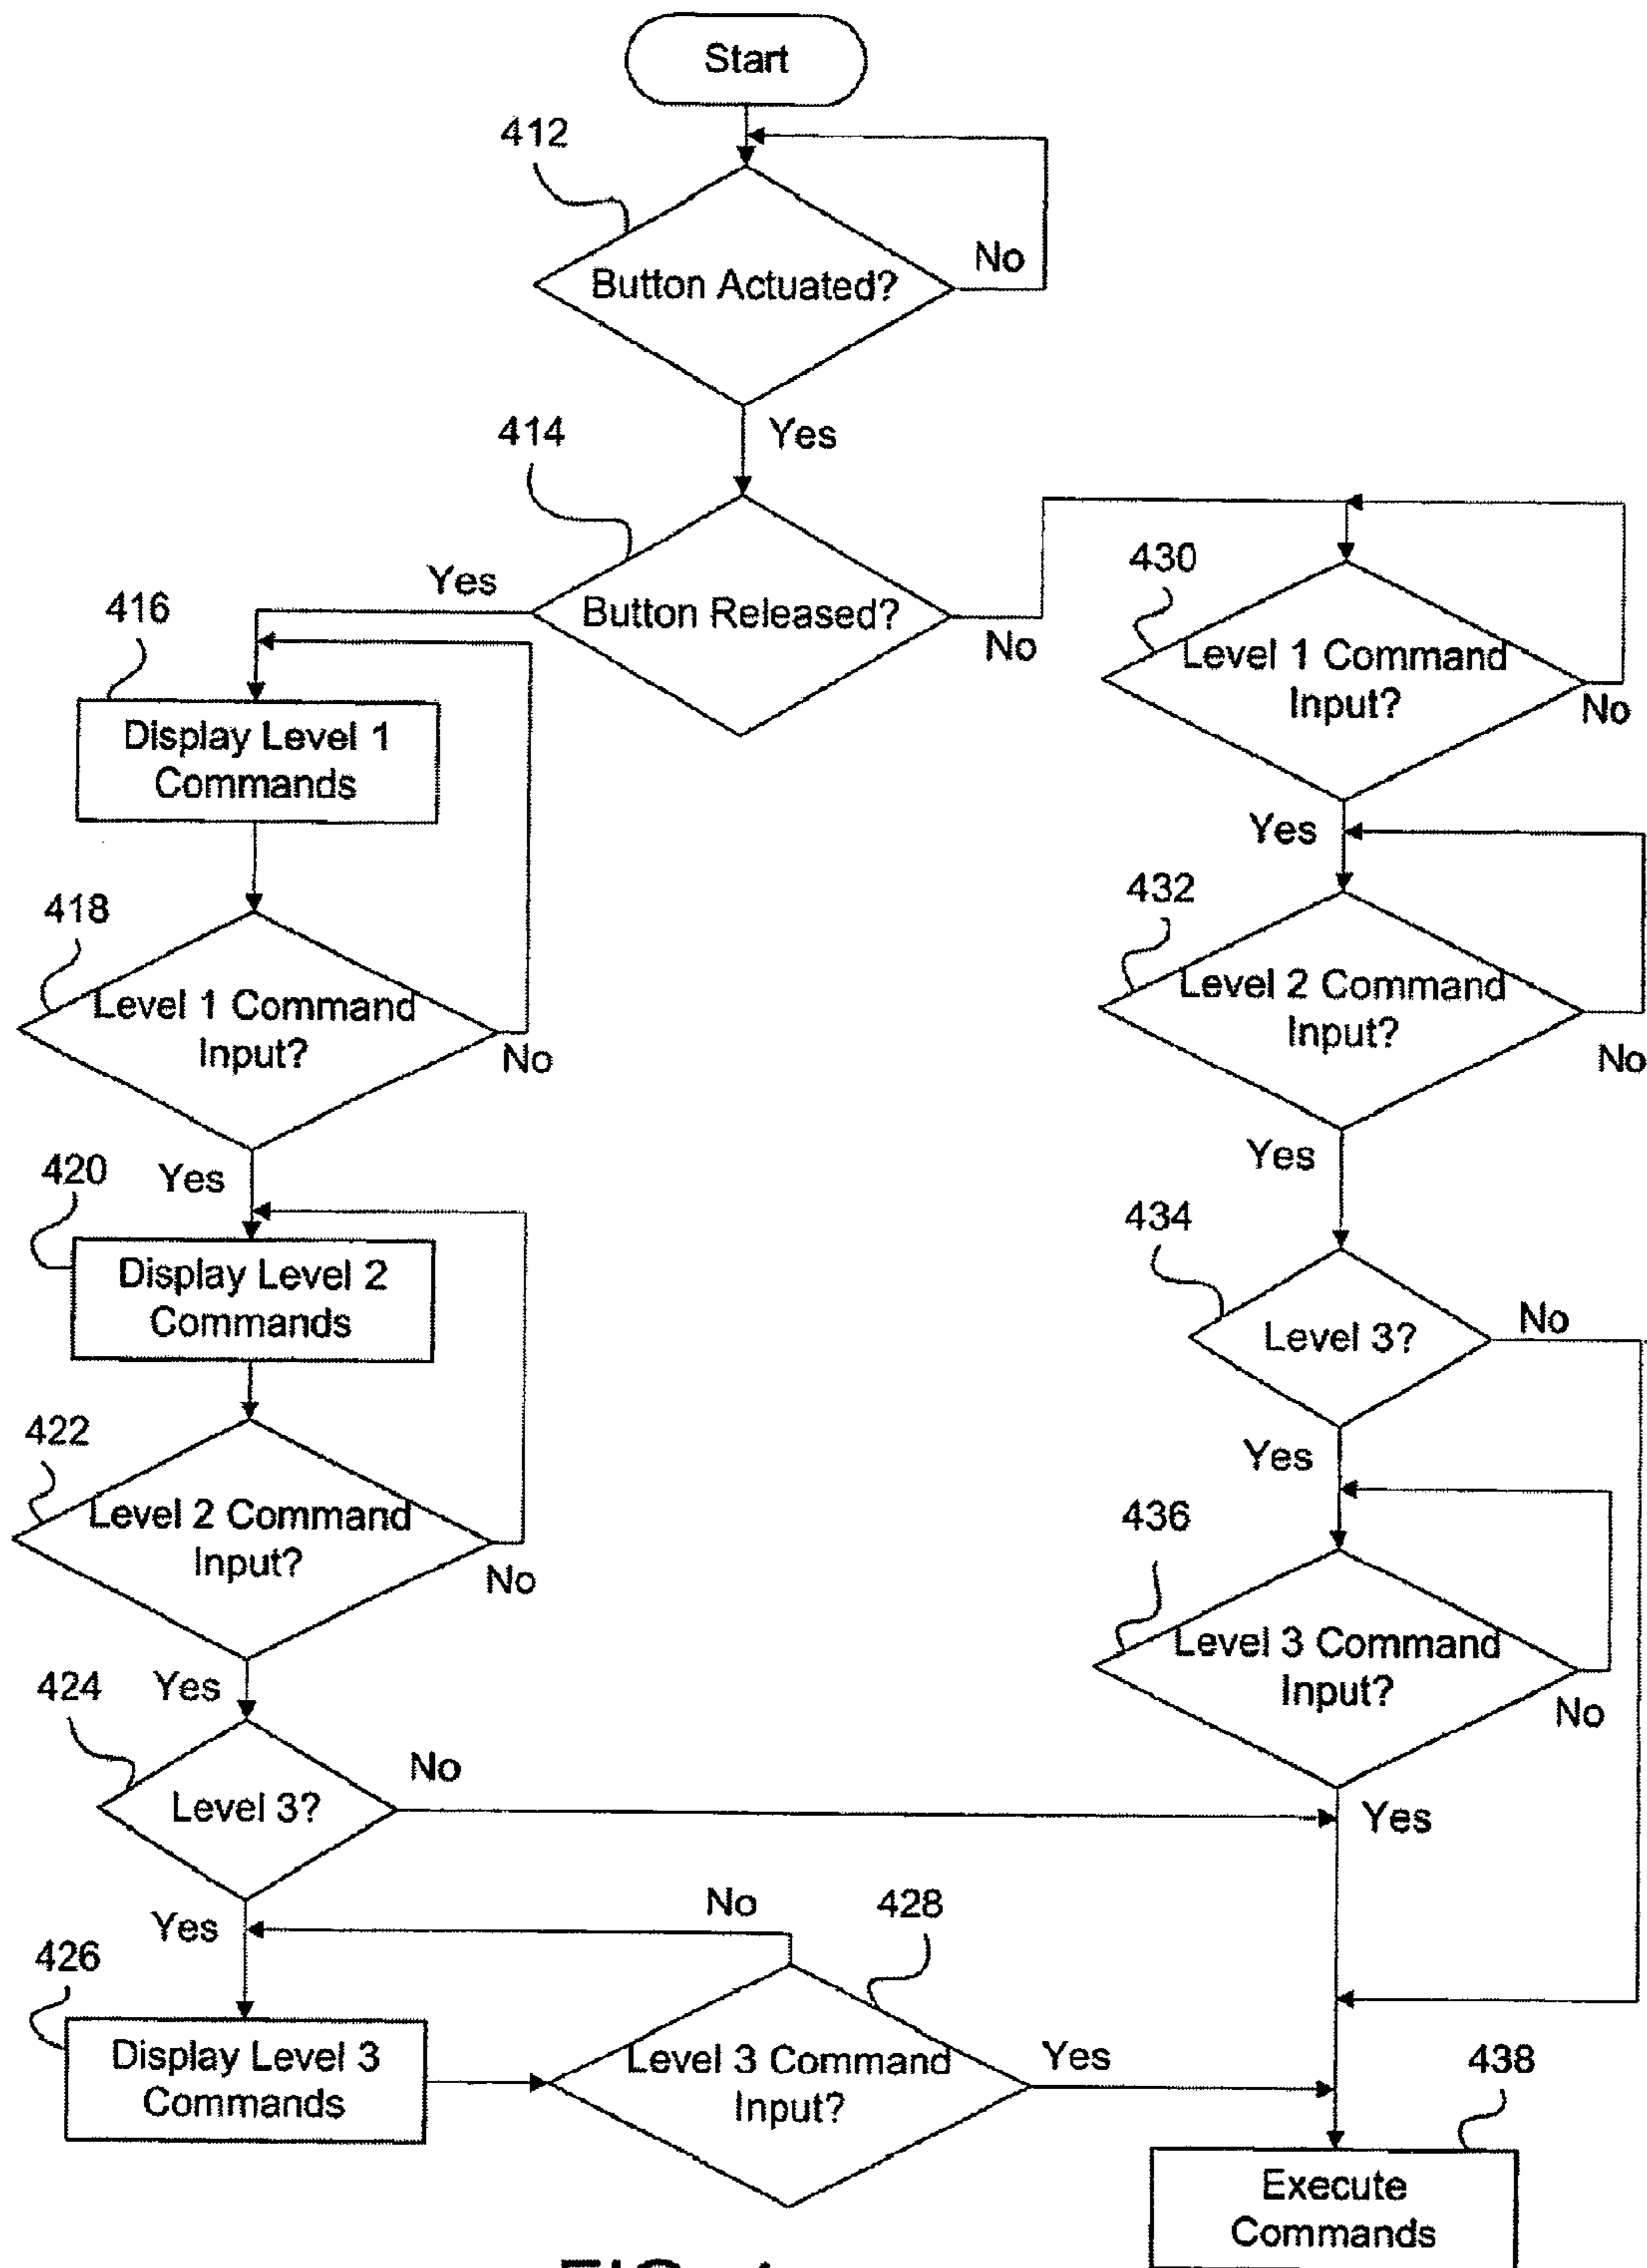 Start
412
Button Actuated?
No
Yes
414
Button Released?
Yes
No
416
Display Level 1
Commands
418
Level 1 Command
Input?
No
Yes
420
Display Level 2
Commands
422
Level 2 Command
Input?
No
Yes
424
Level 3?
No
Yes
426
Display Level 3
Commands
428
Level 3 Command
Input?
No
Yes
430
Level 1 Command
Input?
No
Yes
432
Level 2 Command
Input?
No
Yes
434
Level 3?
No
Yes
436
Level 3 Command
Input?
No
Yes
438
Execute
Commands